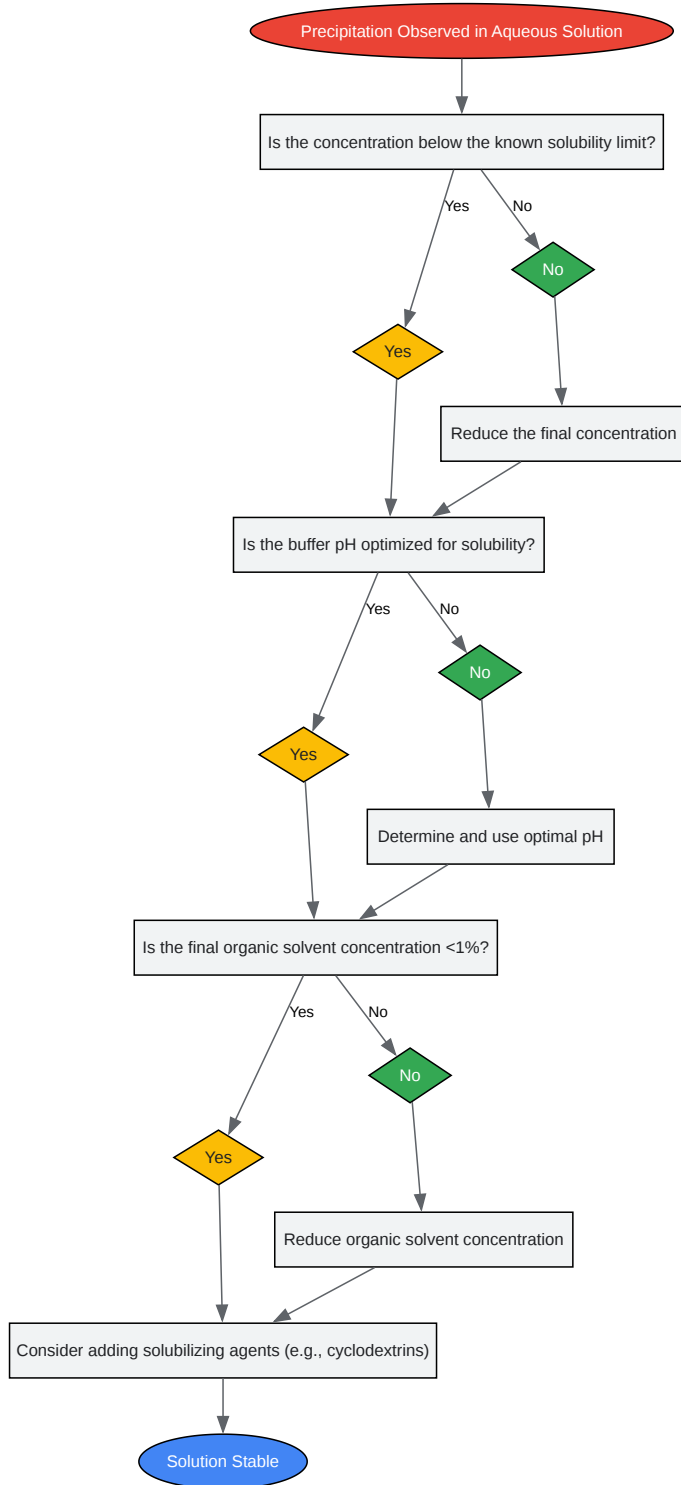 Precipitation Observed in Aqueous Solution
Is the concentration below the known solubility limit?
Yes
No
No
Yes
Reduce the final concentration
Is the buffer pH optimized for solubility?
Yes
No
No
Yes
Determine and use optimal pH
Is the final organic solvent concentration <1%?
Yes
No
No
Yes
Reduce organic solvent concentration
Consider adding solubilizing agents (e.g., cyclodextrins)
Solution Stable